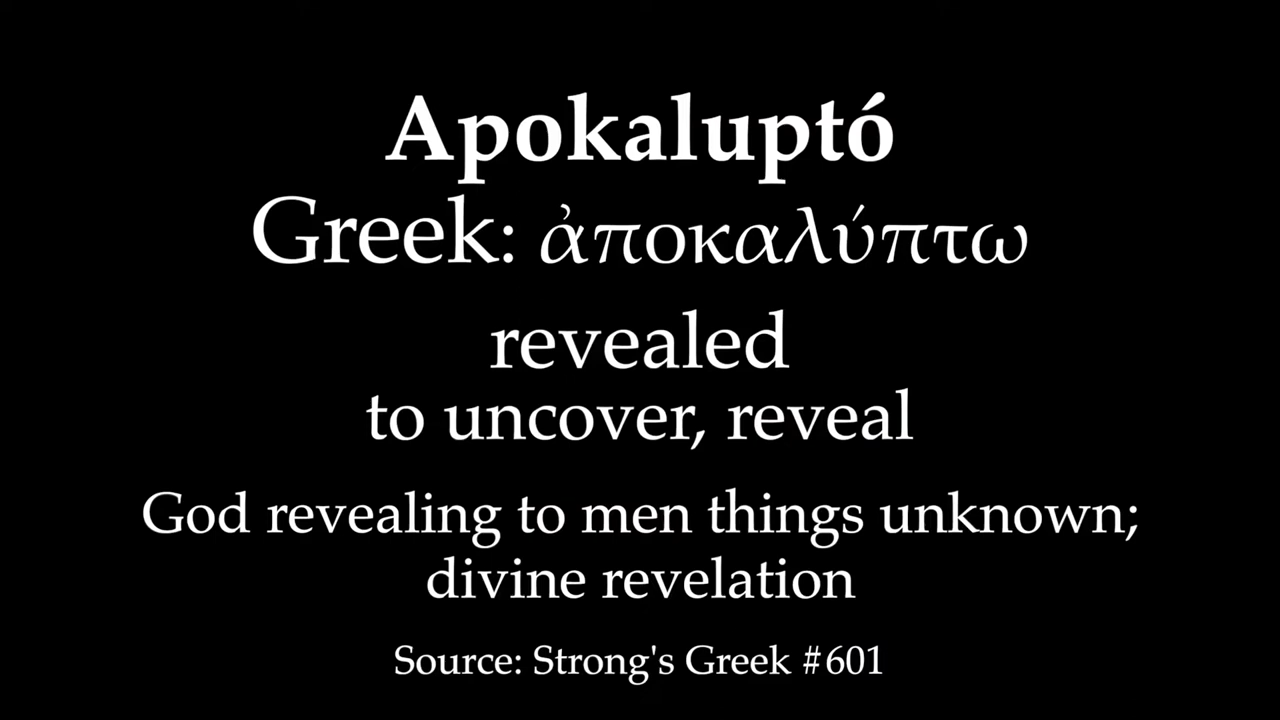 Apokaluptó
Greek: ἀποκαλύπτω
revealed
to uncover, reveal
God revealing to men things unknown;
divine revelation
Source: Strong's Greek #601